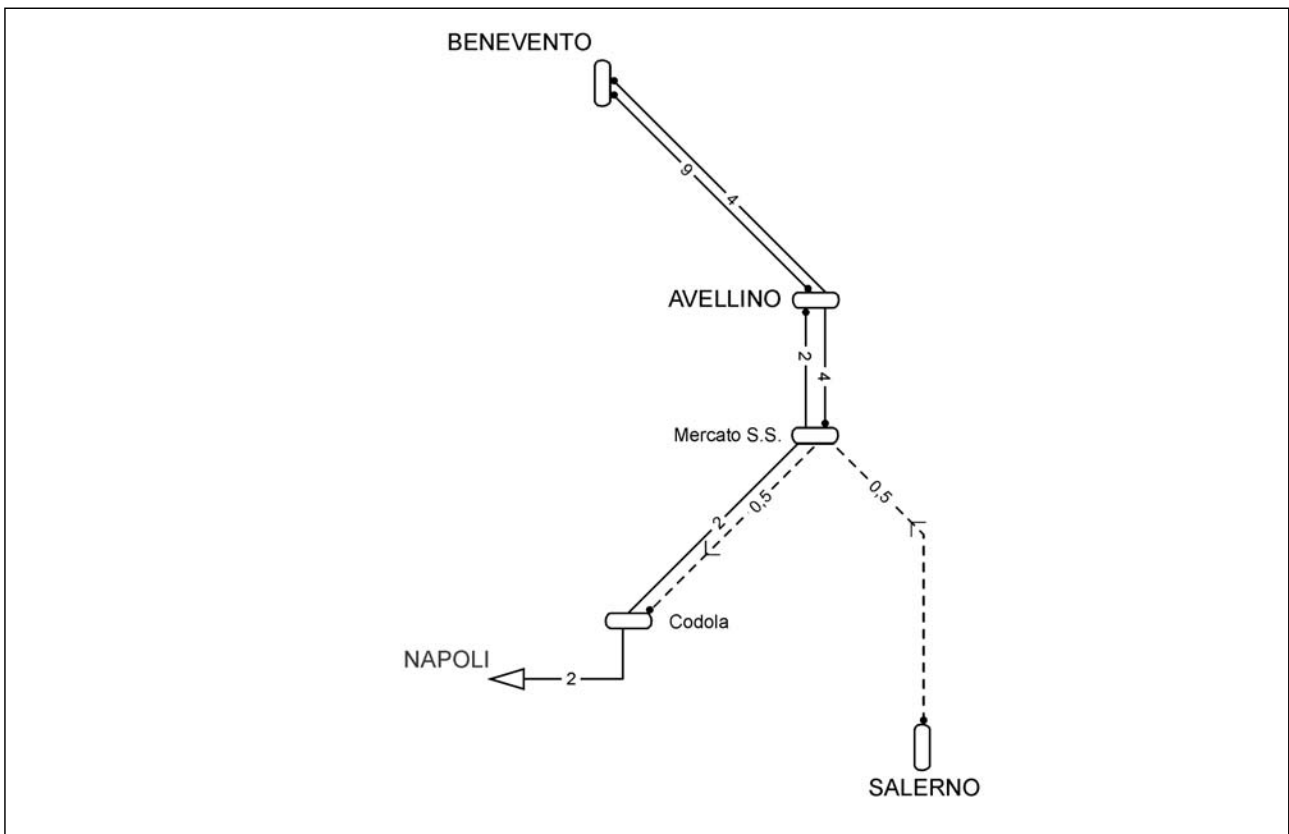 BENEVENTO
9
4
AVELLINO
2
4
Mercato S.S.
0,5
0,5
2
Codola
NAPOLI
2
SALERNO